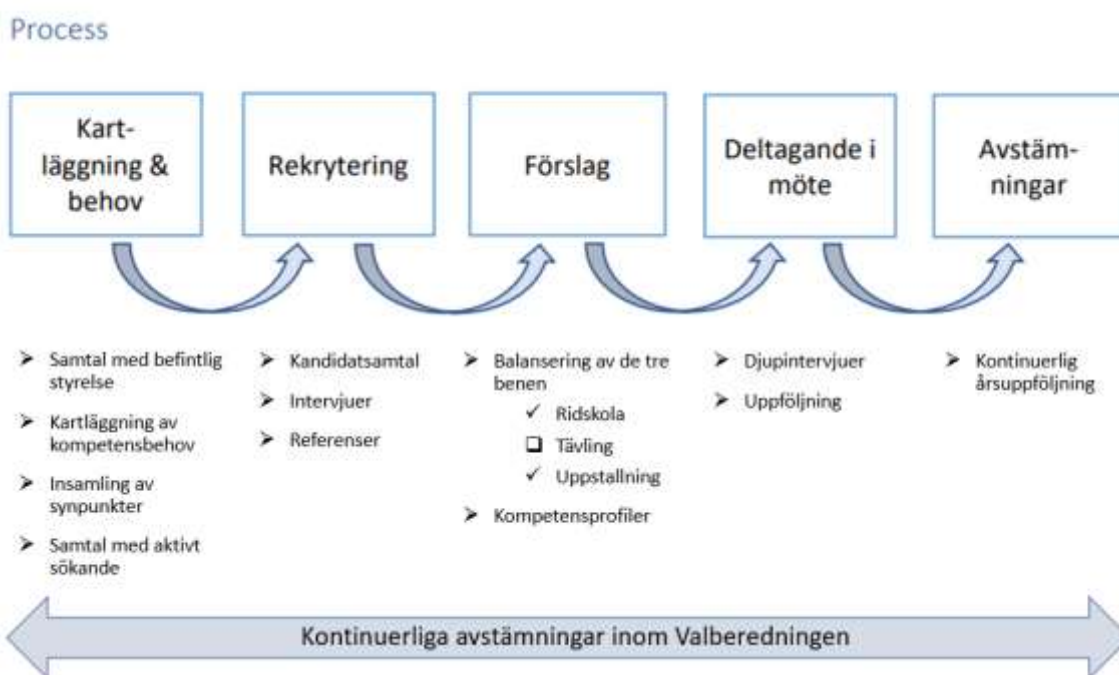 Process
Kart-
läggning &
behov
Rekrytering
Förslag
Deltagande i
möte
Avstäm-
ningar
Samtal med befintlig
styrelse
Kartläggning av
kompetensbehov
Insamling av
synpunkter
Samtal med aktivt
sökande
Kandidatsamtal
Intervjuer
Referenser
Balansering av de tre
benen
Ridskola
Tävling
Uppstallning
Kompetensprofiler
Djupintervjuer
Uppföljning
Kontinuerlig
årsuppföljning
Kontinuerliga avstämningar inom Valberedningen